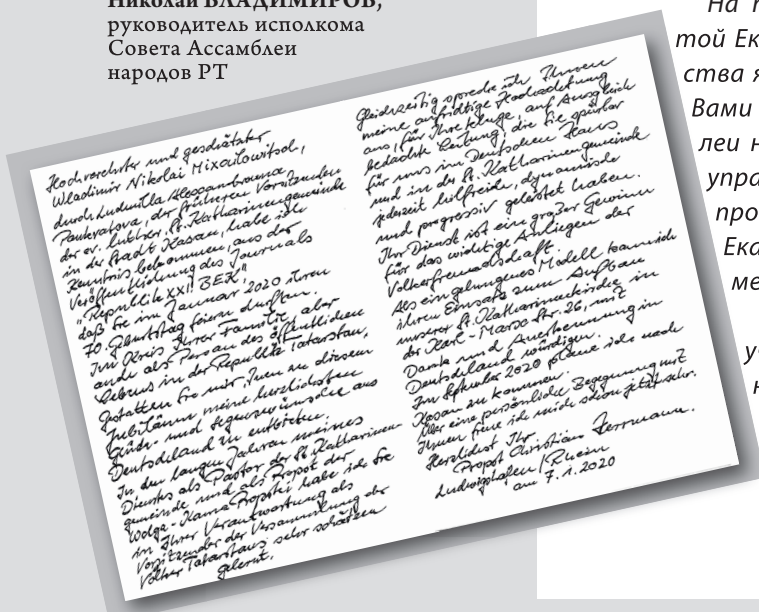 Николай ВЛАДИМИРОВ,
руководитель исполкома
Совета Ассамблеи
народов РТ
Hochverehrter und geschätzter
Wladimir Nikolai Mixailowitsch,
durch Ludmilla Alexxandrowna
Pankratova, der früheren Vorsitzenden
der ev. luther. St. Katharinengemeinde
in der Stadt Kasan, habe ich
Kenntnis bekommen, aus der
Veröffentlichung des Journals
"Republik XXI BEK",
daß Sie im Januar 2020 ihren
70. Geburtstag feiern durften.
Im Kreis Ihrer Familie, aber
auch als Person des öffentlichen
Lebens in der Republik Tatarstan.
Gestatten Sie mir, Ihnen zu diesem
Jubiläum meine herzlichsten
Glück- und Segenswünsche aus
Deutschland zu entbieten.
In den langen Jahren meines
Dienstes als Pastor der St. Katharinen
gemeinde und als Propst der
Wolga-Kama Propstei habe ich Sie
in Ihrer Verantwortung als
Vorsitzender der Versammlung der
Völker Tatarstans sehr schätzen
gelernt.
Gleichzeitig spreche ich Ihnen
meine aufrichtige Hochachtung
aus, für Ihre kluge, auf Ausgleich
bedachte Leitung, die Sie spürbar
für uns im Deutschen Haus
und in der St. Katharinengemeinde
jederzeit hilfreich, dynamische
und progressiv geleistet haben.
Ihr Dienst ist ein großer Gewinn
für das wichtige Anliegen der
Völkerfreundschaft.
Als ein gelungenes Modell kann ich
ihren Einsatz zum Aufbau
unserer St. Katharinenkirche in
der Karl-Marx-Str. 26, mit
Dank und Anerkennung in
Deutschland würdigen.
Im September 2020 plane ich nach
Kasan zu kommen.
Über eine persönliche Begegnung mit
Ihnen freue ich mich schon jetzt sehr.
Herzlichst Ihr
Propst Christian Herrmann.
Ludwigshafen/Rhein
am 7.1.2020
На
той Ек
ства я
Вами
леи н
упра
про
Ека
ме